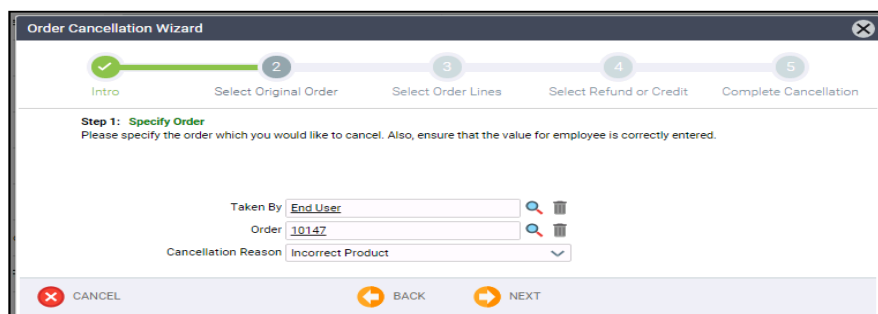 Order Cancellation Wizard
2 3 4 5
Intro Select Original Order Select Order Lines Select Refund or Credit Complete Cancellation
Step 1: Specify Order
Please specify the order which you would like to cancel. Also, ensure that the value for employee is correctly entered.
Taken By End User
Order 10147
Cancellation Reason Incorrect Product
CANCEL BACK NEXT